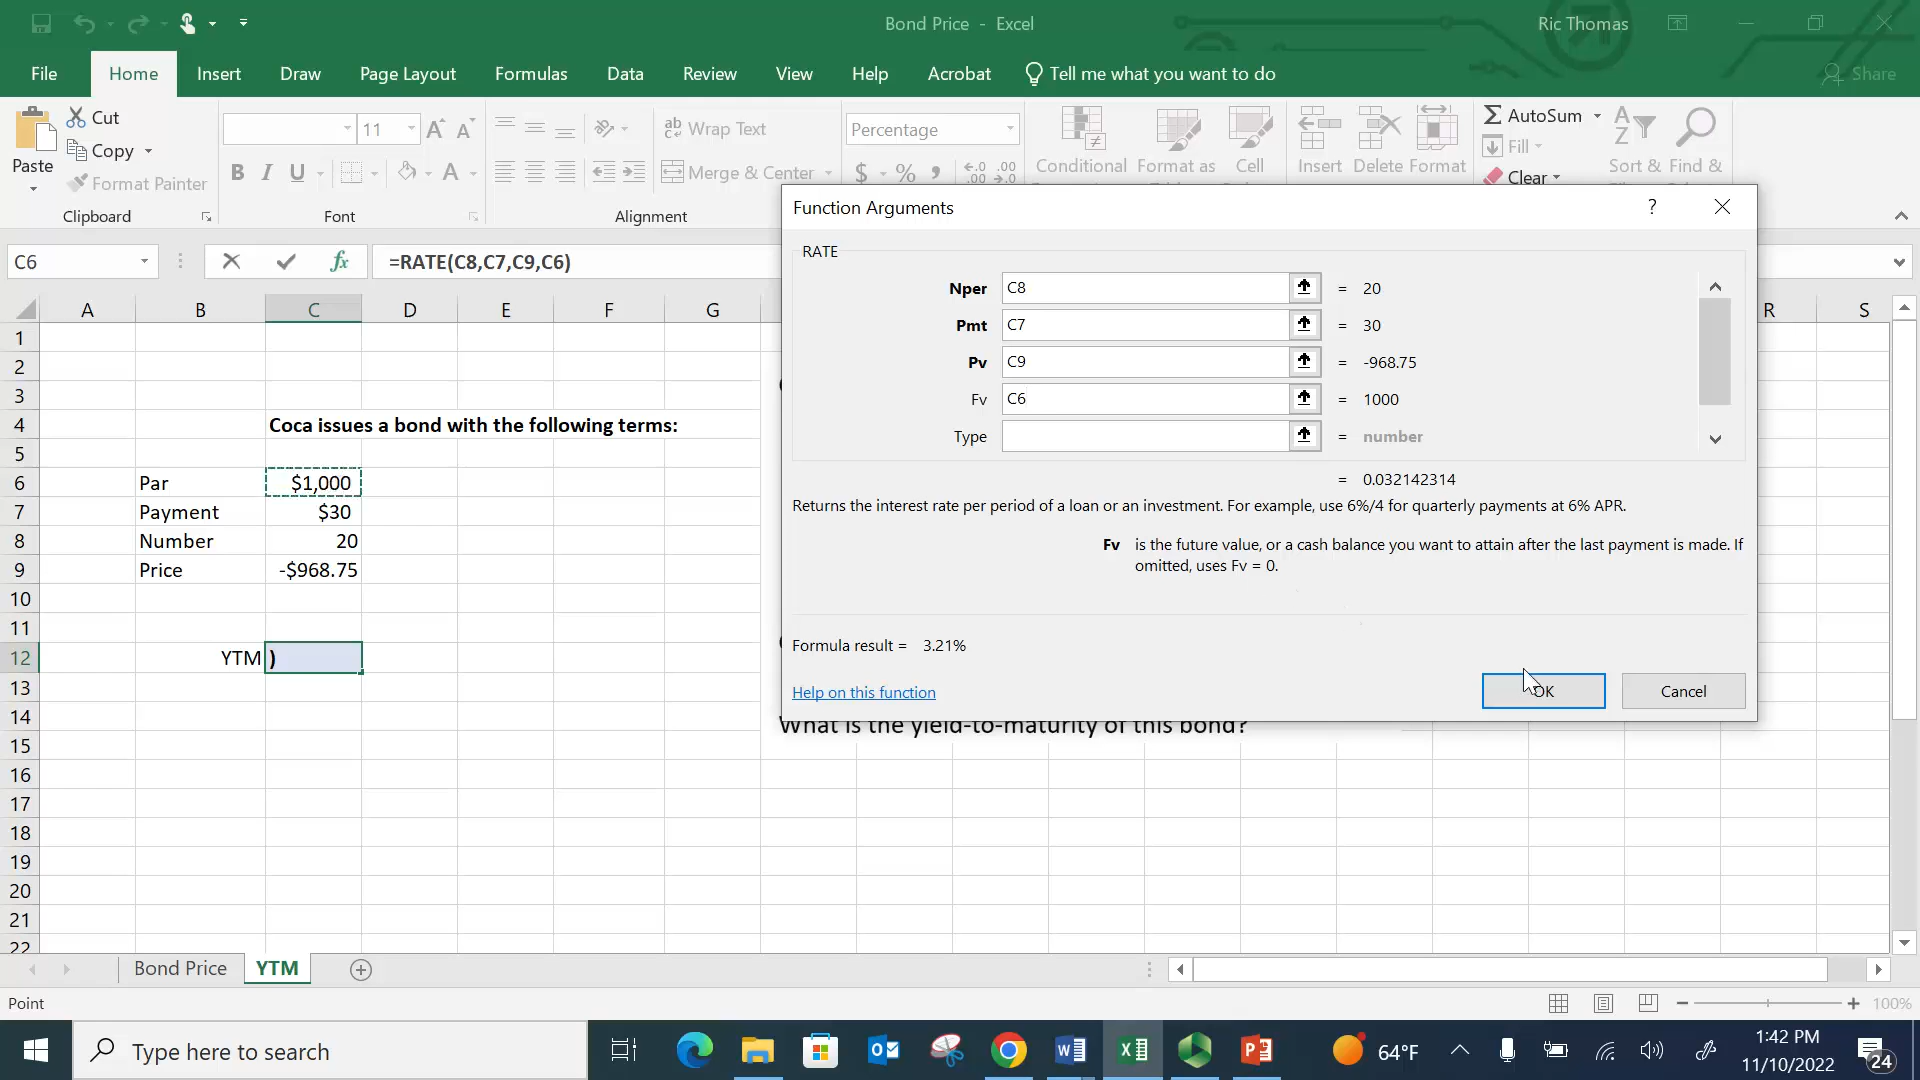 Bond Price - Excel
Ric Thomas
File Home Insert Draw Page Layout Formulas Data Review View Help Acrobat Tell me what you want to do Share
Paste
Cut
Copy
Format Painter
Clipboard
11
Font
Wrap Text
Merge & Center
Alignment
Percentage
Conditional
Format as
Cell
Insert Delete Format
AutoSum
Fill
Clear
Sort & Find &
C6
=RATE(C8,C7,C9,C6)
A B C D E F G R S
1
2
3
4 Coca issues a bond with the following terms:
5
6 Par $1,000
7 Payment $30
8 Number 20
9 Price -$968.75
10
11
12 YTM )
13
14
15
16
17
18
19
20
21
22
Function Arguments
RATE
Nper C8 = 20
Pmt C7 = 30
Pv C9 = -968.75
Fv C6 = 1000
Type = number
= 0.032142314
Returns the interest rate per period of a loan or an investment. For example, use 6%/4 for quarterly payments at 6% APR.
Fv is the future value, or a cash balance you want to attain after the last payment is made. If
omitted, uses Fv = 0.
Formula result = 3.21%
Help on this function
OK
Cancel
What is the yield-to-maturity of this bond?
Bond Price YTM
Point
100%
Type here to search
64°F
1:42 PM
11/10/2022
24